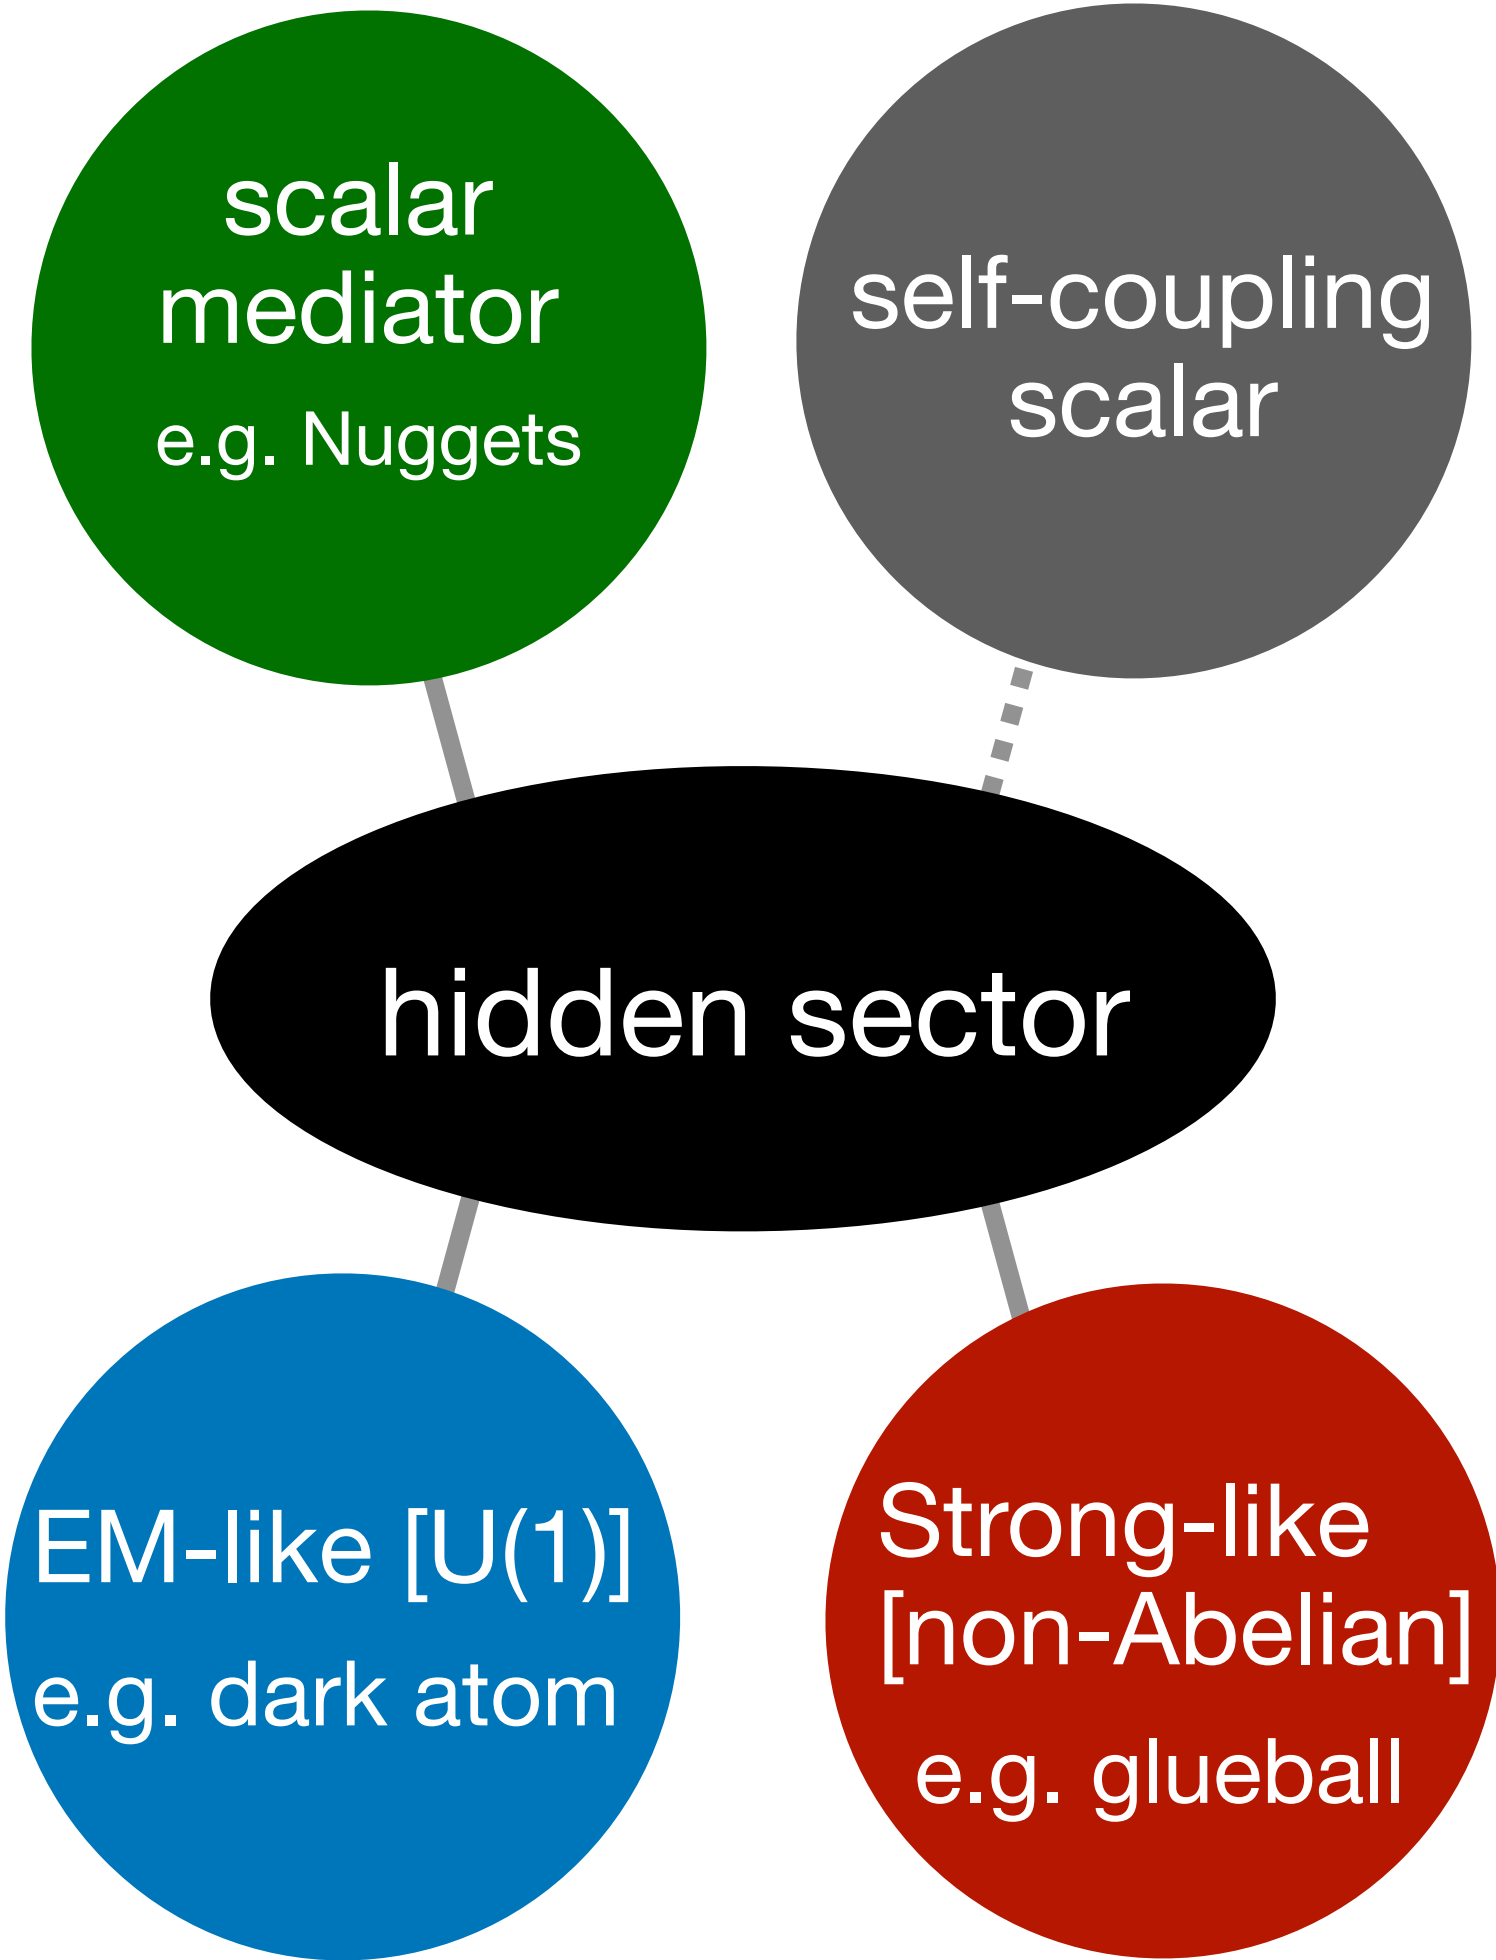 scalar
mediator
e.g. Nuggets
self-coupling
scalar
hidden sector
EM-like [U(1)]
e.g. dark atom
Strong-like
[non-Abelian]
e.g. glueball